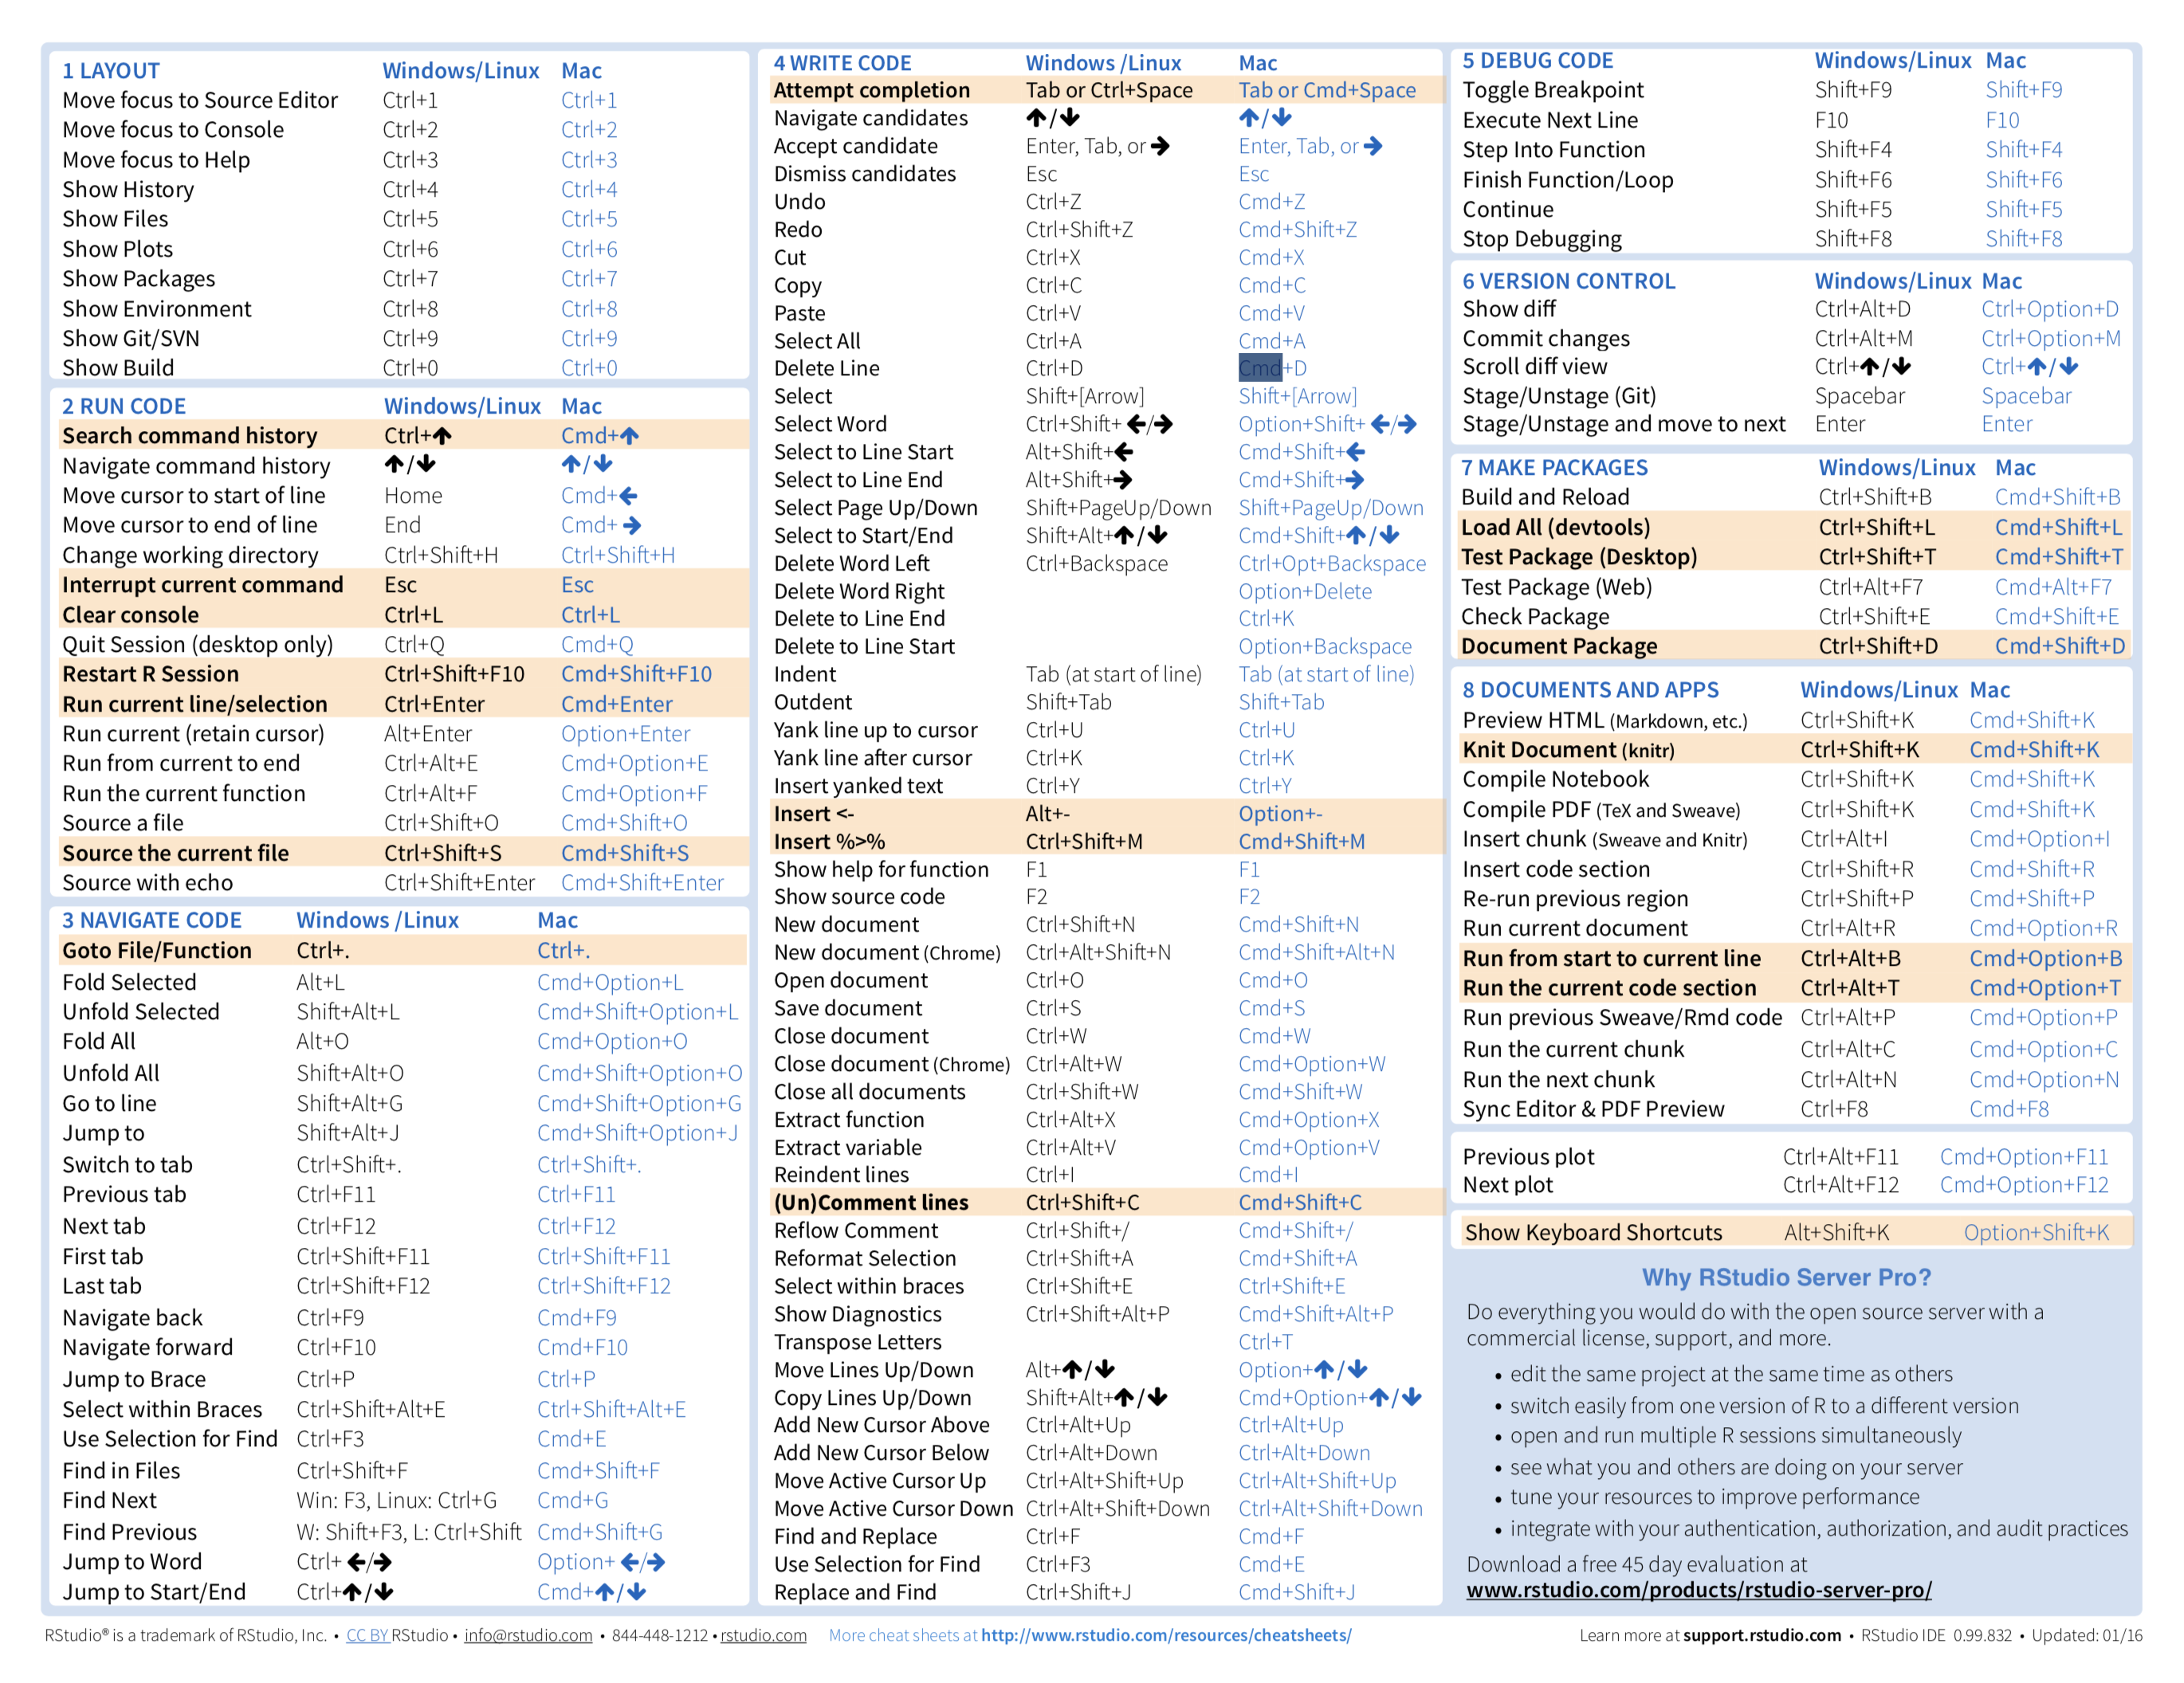 1 LAYOUT Windows/Linux Mac
Move focus to Source Editor Ctrl+1 Ctrl+1
Move focus to Console Ctrl+2 Ctrl+2
Move focus to Help Ctrl+3 Ctrl+3
Show History Ctrl+4 Ctrl+4
Show Files Ctrl+5 Ctrl+5
Show Plots Ctrl+6 Ctrl+6
Show Packages Ctrl+7 Ctrl+7
Show Environment Ctrl+8 Ctrl+8
Show Git/SVN Ctrl+9 Ctrl+9
Show Build Ctrl+0 Ctrl+0
2 RUN CODE Windows/Linux Mac
Search command history Ctrl+↑ Cmd+↑
Navigate command history ↑/↓ ↑/↓
Move cursor to start of line Home Cmd+←
Move cursor to end of line End Cmd+ →
Change working directory Ctrl+Shift+H Ctrl+Shift+H
Interrupt current command Esc Esc
Clear console Ctrl+L Ctrl+L
Quit Session (desktop only) Ctrl+Q Cmd+Q
Restart R Session Ctrl+Shift+F10 Cmd+Shift+F10
Run current line/selection Ctrl+Enter Cmd+Enter
Run current (retain cursor) Alt+Enter Option+Enter
Run from current to end Ctrl+Alt+E Cmd+Option+E
Run the current function Ctrl+Alt+F Cmd+Option+F
Source a file Ctrl+Shift+O Cmd+Shift+O
Source the current file Ctrl+Shift+S Cmd+Shift+S
Source with echo Ctrl+Shift+Enter Cmd+Shift+Enter
3 NAVIGATE CODE Windows /Linux Mac
Goto File/Function Ctrl+. Ctrl+.
Fold Selected Alt+L Cmd+Option+L
Unfold Selected Shift+Alt+L Cmd+Shift+Option+L
Fold All Alt+O Cmd+Option+O
Unfold All Shift+Alt+O Cmd+Shift+Option+O
Go to line Shift+Alt+G Cmd+Shift+Option+G
Jump to Shift+Alt+J Cmd+Shift+Option+J
Switch to tab Ctrl+Shift+. Ctrl+Shift+.
Previous tab Ctrl+F11 Ctrl+F11
Next tab Ctrl+F12 Ctrl+F12
First tab Ctrl+Shift+F11 Ctrl+Shift+F11
Last tab Ctrl+Shift+F12 Ctrl+Shift+F12
Navigate back Ctrl+F9 Cmd+F9
Navigate forward Ctrl+F10 Cmd+F10
Jump to Brace Ctrl+P Ctrl+P
Select within Braces Ctrl+Shift+Alt+E Ctrl+Shift+Alt+E
Use Selection for Find Ctrl+F3 Cmd+E
Find in Files Ctrl+Shift+F Cmd+Shift+F
Find Next Win: F3, Linux: Ctrl+G Cmd+G
Find Previous W: Shift+F3, L: Ctrl+Shift Cmd+Shift+G
Jump to Word Ctrl+ ←/→ Option+ ←/→
Jump to Start/End Ctrl+↑/↓ Cmd+↑/↓
4 WRITE CODE Windows /Linux Mac
Attempt completion Tab or Ctrl+Space Tab or Cmd+Space
Navigate candidates ↑/↓ ↑/↓
Accept candidate Enter, Tab, or → Enter, Tab, or →
Dismiss candidates Esc Esc
Undo Ctrl+Z Cmd+Z
Redo Ctrl+Shift+Z Cmd+Shift+Z
Cut Ctrl+X Cmd+X
Copy Ctrl+C Cmd+C
Paste Ctrl+V Cmd+V
Select All Ctrl+A Cmd+A
Delete Line Ctrl+D Cmd+D
Select Shift+[Arrow] Shift+[Arrow]
Select Word Ctrl+Shift+ ←/→ Option+Shift+ ←/→
Select to Line Start Alt+Shift+← Cmd+Shift+←
Select to Line End Alt+Shift+→ Cmd+Shift+→
Select Page Up/Down Shift+PageUp/Down Shift+PageUp/Down
Select to Start/End Shift+Alt+↑/↓ Cmd+Shift+↑/↓
Delete Word Left Ctrl+Backspace Ctrl+Opt+Backspace
Delete Word Right Option+Delete
Delete to Line End Ctrl+K
Delete to Line Start Option+Backspace
Indent Tab (at start of line) Tab (at start of line)
Outdent Shift+Tab Shift+Tab
Yank line up to cursor Ctrl+U Ctrl+U
Yank line after cursor Ctrl+K Ctrl+K
Insert yanked text Ctrl+Y Ctrl+Y
Insert <- Alt+- Option+-
Insert %>% Ctrl+Shift+M Cmd+Shift+M
Show help for function F1 F1
Show source code F2 F2
New document Ctrl+Shift+N Cmd+Shift+N
New document (Chrome) Ctrl+Alt+Shift+N Cmd+Shift+Alt+N
Open document Ctrl+O Cmd+O
Save document Ctrl+S Cmd+S
Close document Ctrl+W Cmd+W
Close document (Chrome) Ctrl+Alt+W Cmd+Option+W
Close all documents Ctrl+Shift+W Cmd+Shift+W
Extract function Ctrl+Alt+X Cmd+Option+X
Extract variable Ctrl+Alt+V Cmd+Option+V
Reindent lines Ctrl+I Cmd+I
(Un)Comment lines Ctrl+Shift+C Cmd+Shift+C
Reflow Comment Ctrl+Shift+/ Cmd+Shift+/
Reformat Selection Ctrl+Shift+A Cmd+Shift+A
Select within braces Ctrl+Shift+E Ctrl+Shift+E
Show Diagnostics Ctrl+Shift+Alt+P Cmd+Shift+Alt+P
Transpose Letters Ctrl+T
Move Lines Up/Down Alt+↑/↓ Option+↑/↓
Copy Lines Up/Down Shift+Alt+↑/↓ Cmd+Option+↑/↓
Add New Cursor Above Ctrl+Alt+Up Ctrl+Alt+Up
Add New Cursor Below Ctrl+Alt+Down Ctrl+Alt+Down
Move Active Cursor Up Ctrl+Alt+Shift+Up Ctrl+Alt+Shift+Up
Move Active Cursor Down Ctrl+Alt+Shift+Down Ctrl+Alt+Shift+Down
Find and Replace Ctrl+F Cmd+F
Use Selection for Find Ctrl+F3 Cmd+E
Replace and Find Ctrl+Shift+J Cmd+Shift+J
5 DEBUG CODE Windows/Linux Mac
Toggle Breakpoint Shift+F9 Shift+F9
Execute Next Line F10 F10
Step Into Function Shift+F4 Shift+F4
Finish Function/Loop Shift+F6 Shift+F6
Continue Shift+F5 Shift+F5
Stop Debugging Shift+F8 Shift+F8
6 VERSION CONTROL Windows/Linux Mac
Show diff Ctrl+Alt+D Ctrl+Option+D
Commit changes Ctrl+Alt+M Ctrl+Option+M
Scroll diff view Ctrl+↑/↓ Ctrl+↑/↓
Stage/Unstage (Git) Spacebar Spacebar
Stage/Unstage and move to next Enter Enter
7 MAKE PACKAGES Windows/Linux Mac
Build and Reload Ctrl+Shift+B Cmd+Shift+B
Load All (devtools) Ctrl+Shift+L Cmd+Shift+L
Test Package (Desktop) Ctrl+Shift+T Cmd+Shift+T
Test Package (Web) Ctrl+Alt+F7 Cmd+Alt+F7
Check Package Ctrl+Shift+E Cmd+Shift+E
Document Package Ctrl+Shift+D Cmd+Shift+D
8 DOCUMENTS AND APPS Windows/Linux Mac
Preview HTML (Markdown, etc.) Ctrl+Shift+K Cmd+Shift+K
Knit Document (knitr) Ctrl+Shift+K Cmd+Shift+K
Compile Notebook Ctrl+Shift+K Cmd+Shift+K
Compile PDF (TeX and Sweave) Ctrl+Shift+K Cmd+Shift+K
Insert chunk (Sweave and Knitr) Ctrl+Alt+I Cmd+Option+I
Insert code section Ctrl+Shift+R Cmd+Shift+R
Re-run previous region Ctrl+Shift+P Cmd+Shift+P
Run current document Ctrl+Alt+R Cmd+Option+R
Run from start to current line Ctrl+Alt+B Cmd+Option+B
Run the current code section Ctrl+Alt+T Cmd+Option+T
Run previous Sweave/Rmd code Ctrl+Alt+P Cmd+Option+P
Run the current chunk Ctrl+Alt+C Cmd+Option+C
Run the next chunk Ctrl+Alt+N Cmd+Option+N
Sync Editor & PDF Preview Ctrl+F8 Cmd+F8
Previous plot Ctrl+Alt+F11 Cmd+Option+F11
Next plot Ctrl+Alt+F12 Cmd+Option+F12
Show Keyboard Shortcuts Alt+Shift+K Option+Shift+K
Why RStudio Server Pro?
Do everything you would do with the open source server with a
commercial license, support, and more.
• edit the same project at the same time as others
• switch easily from one version of R to a different version
• open and run multiple R sessions simultaneously
• see what you and others are doing on your server
• tune your resources to improve performance
• integrate with your authentication, authorization, and audit practices
Download a free 45 day evaluation at
www.rstudio.com/products/rstudio-server-pro/
RStudio® is a trademark of RStudio, Inc. • CC BY RStudio • info@rstudio.com • 844-448-1212 • rstudio.com More cheat sheets at http://www.rstudio.com/resources/cheatsheets/ Learn more at support.rstudio.com • RStudio IDE 0.99.832 • Updated: 01/16